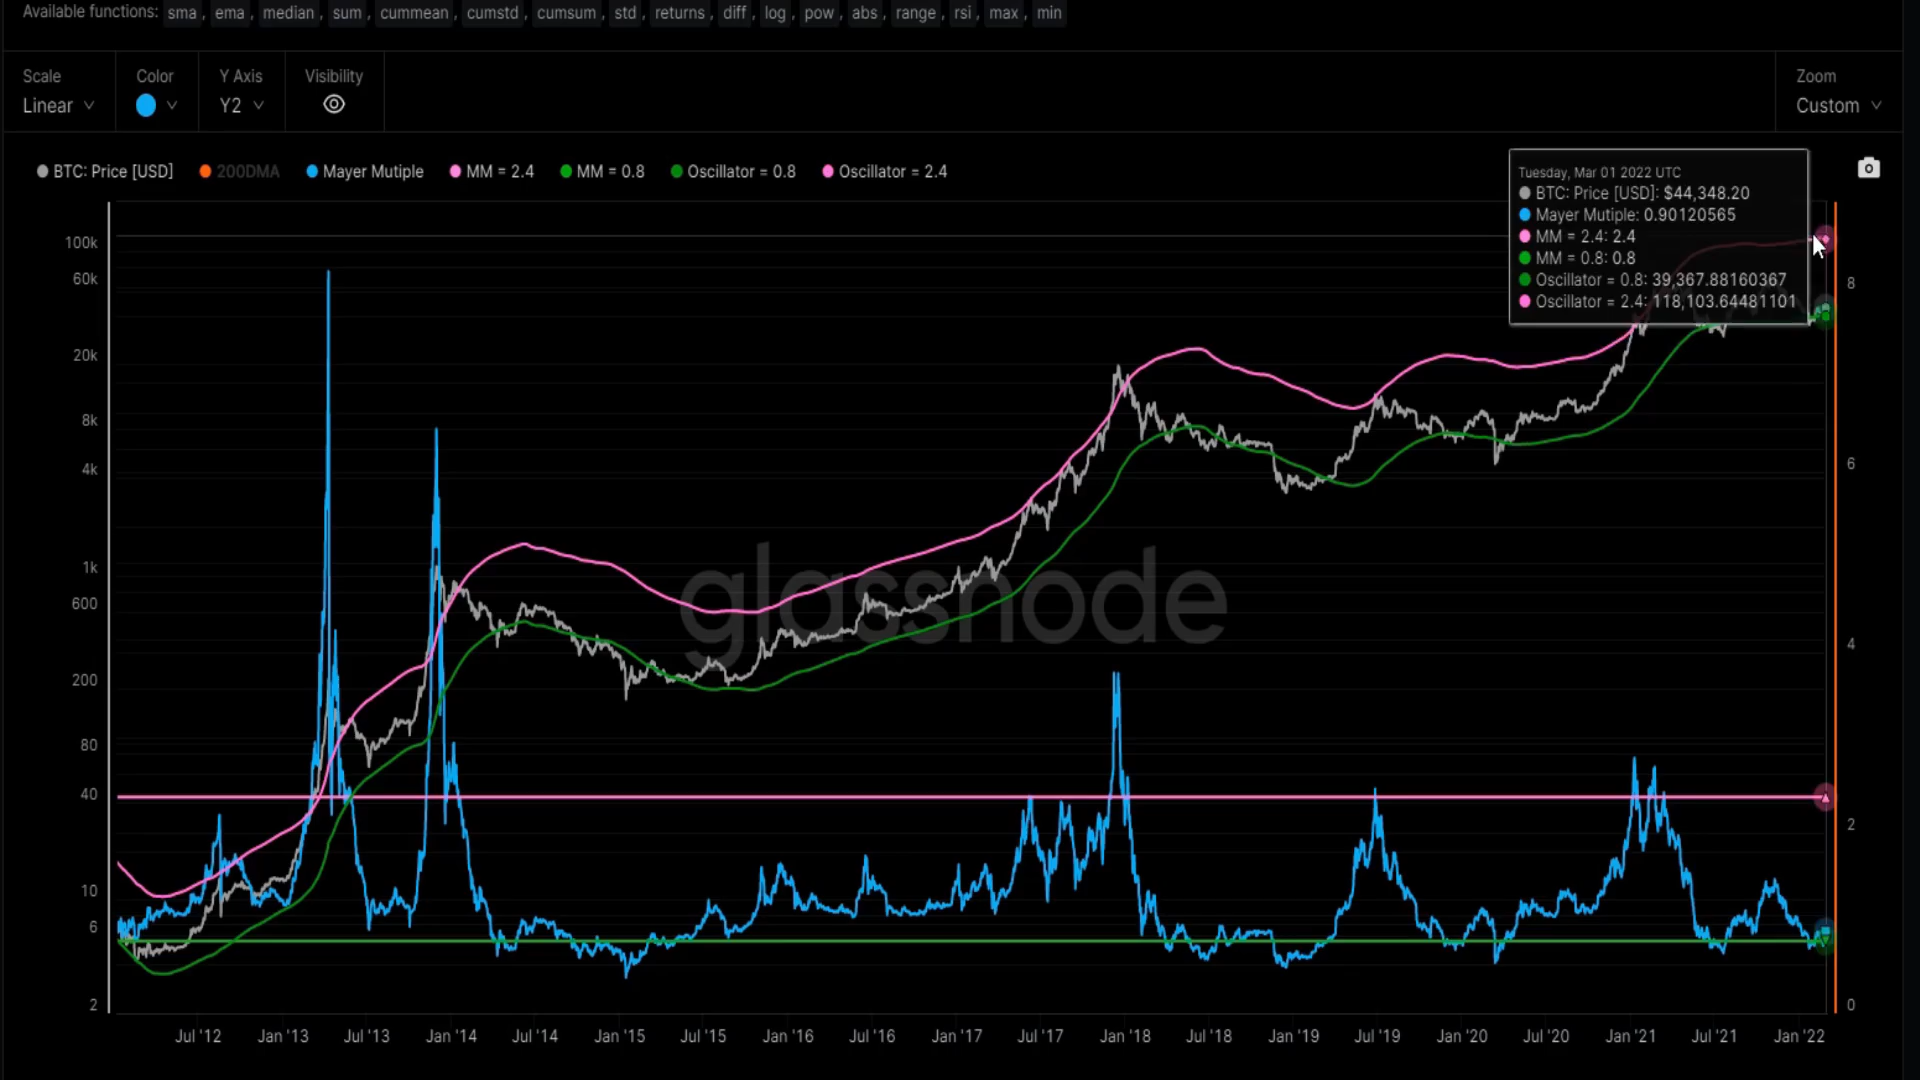 Available functions: sma , ema , median , sum , cummean , cumstd , cumsum , std , returns , diff , log , pow , abs , range , rsi , max , min
Scale Color Y Axis Visibility Zoom
Linear Y2 Custom
BTC: Price [USD] 200DMA Mayer Mutiple MM = 2.4 MM = 0.8 Oscillator = 0.8 Oscillator = 2.4
Tuesday, Mar 01 2022 UTC
BTC: Price [USD]: $44,348.20
Mayer Mutiple: 0.90120565
MM = 2.4: 2.4
MM = 0.8: 0.8
Oscillator = 0.8: 39,367.88160367
Oscillator = 2.4: 118,103.64481101
100k
60k
20k
8k
4k
1k
600
200
80
40
10
6
2
glassnode
8
6
4
2
0
Jul '12 Jan '13 Jul '13 Jan '14 Jul '14 Jan '15 Jul '15 Jan '16 Jul '16 Jan '17 Jul '17 Jan '18 Jul '18 Jan '19 Jul '19 Jan '20 Jul '20 Jan '21 Jul '21 Jan '22